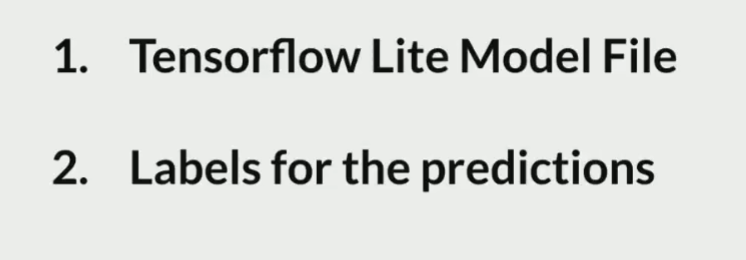 1. Tensorflow Lite Model File
2. Labels for the predictions